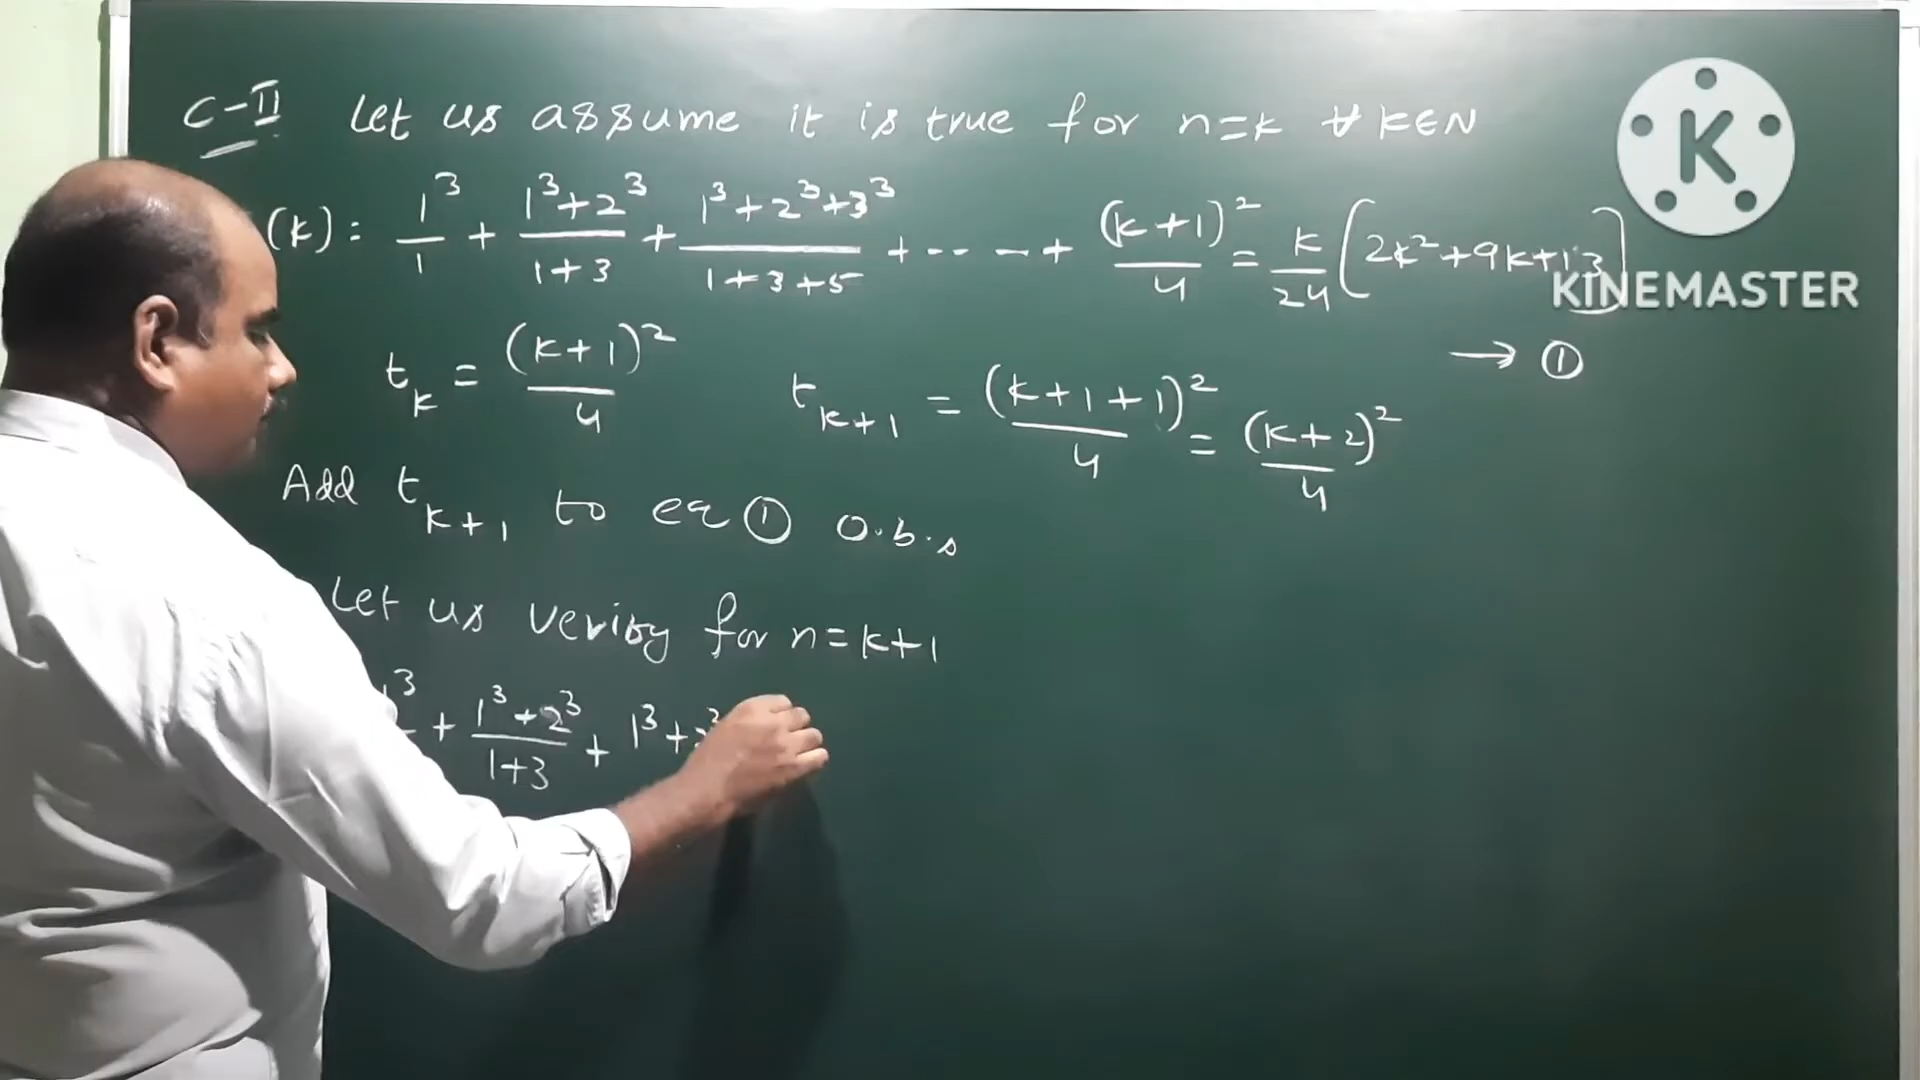 C-II Let us assume it is true for n=k ∀ k∈N
(k): 1³/1 + (1³+2³)/(1+3) + (1³+2³+3³)/(1+3+5) + ----+ (k+1)²/4 = k/24 [2k²+9k+13]
KINEMASTER
→ ①
t_k = (k+1)²/4 t_{k+1} = (k+1+1)²/4 = (k+2)²/4
Add t_{k+1} to eq ① o.b.s
Let us verify for n=k+1
1³ + (1³+2³)/(1+3) + 1³+